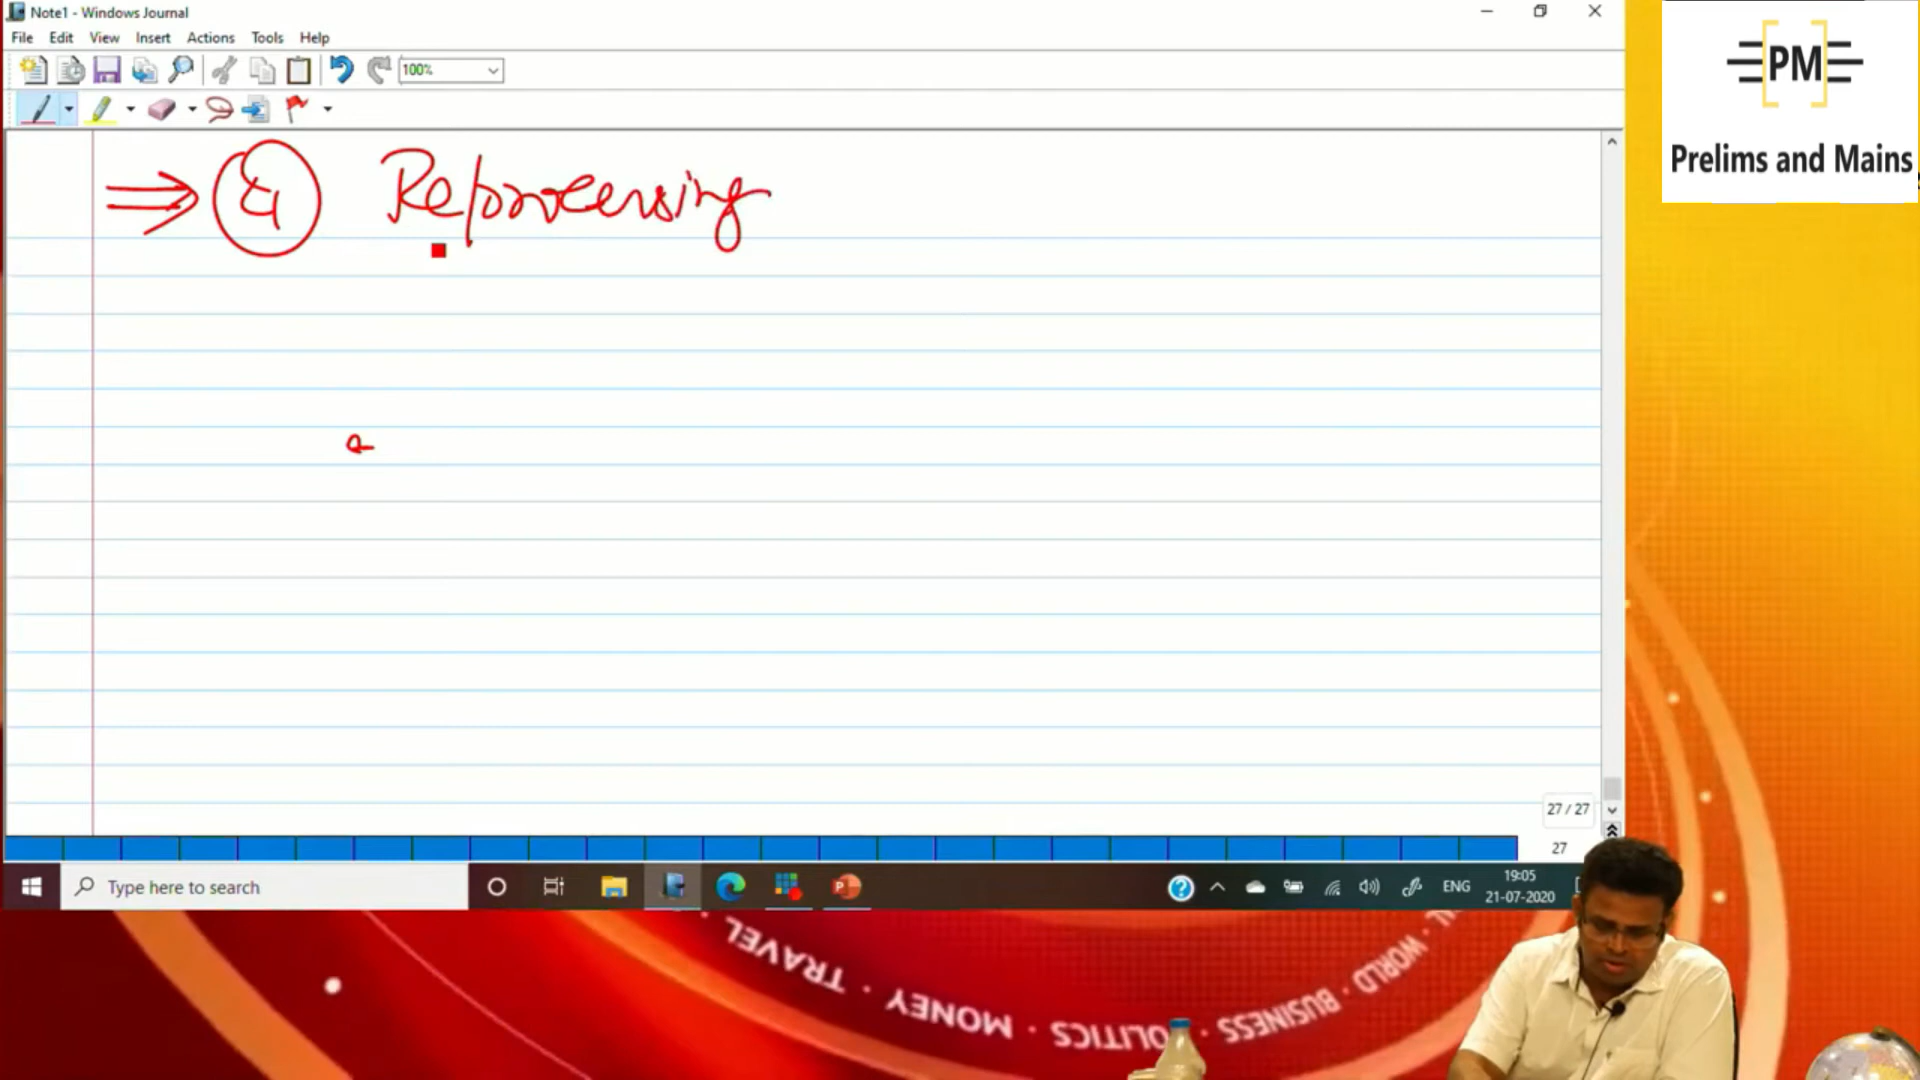 Note1 - Windows Journal
File Edit View Insert Actions Tools Help
100%
[PM]
Prelims and Mains
⇒ 4 Reprocessing
27 / 27
27
Type here to search
ENG
19:05
21-07-2020
WORLD · BUSINESS · POLITICS · MONEY · TRAVEL ·